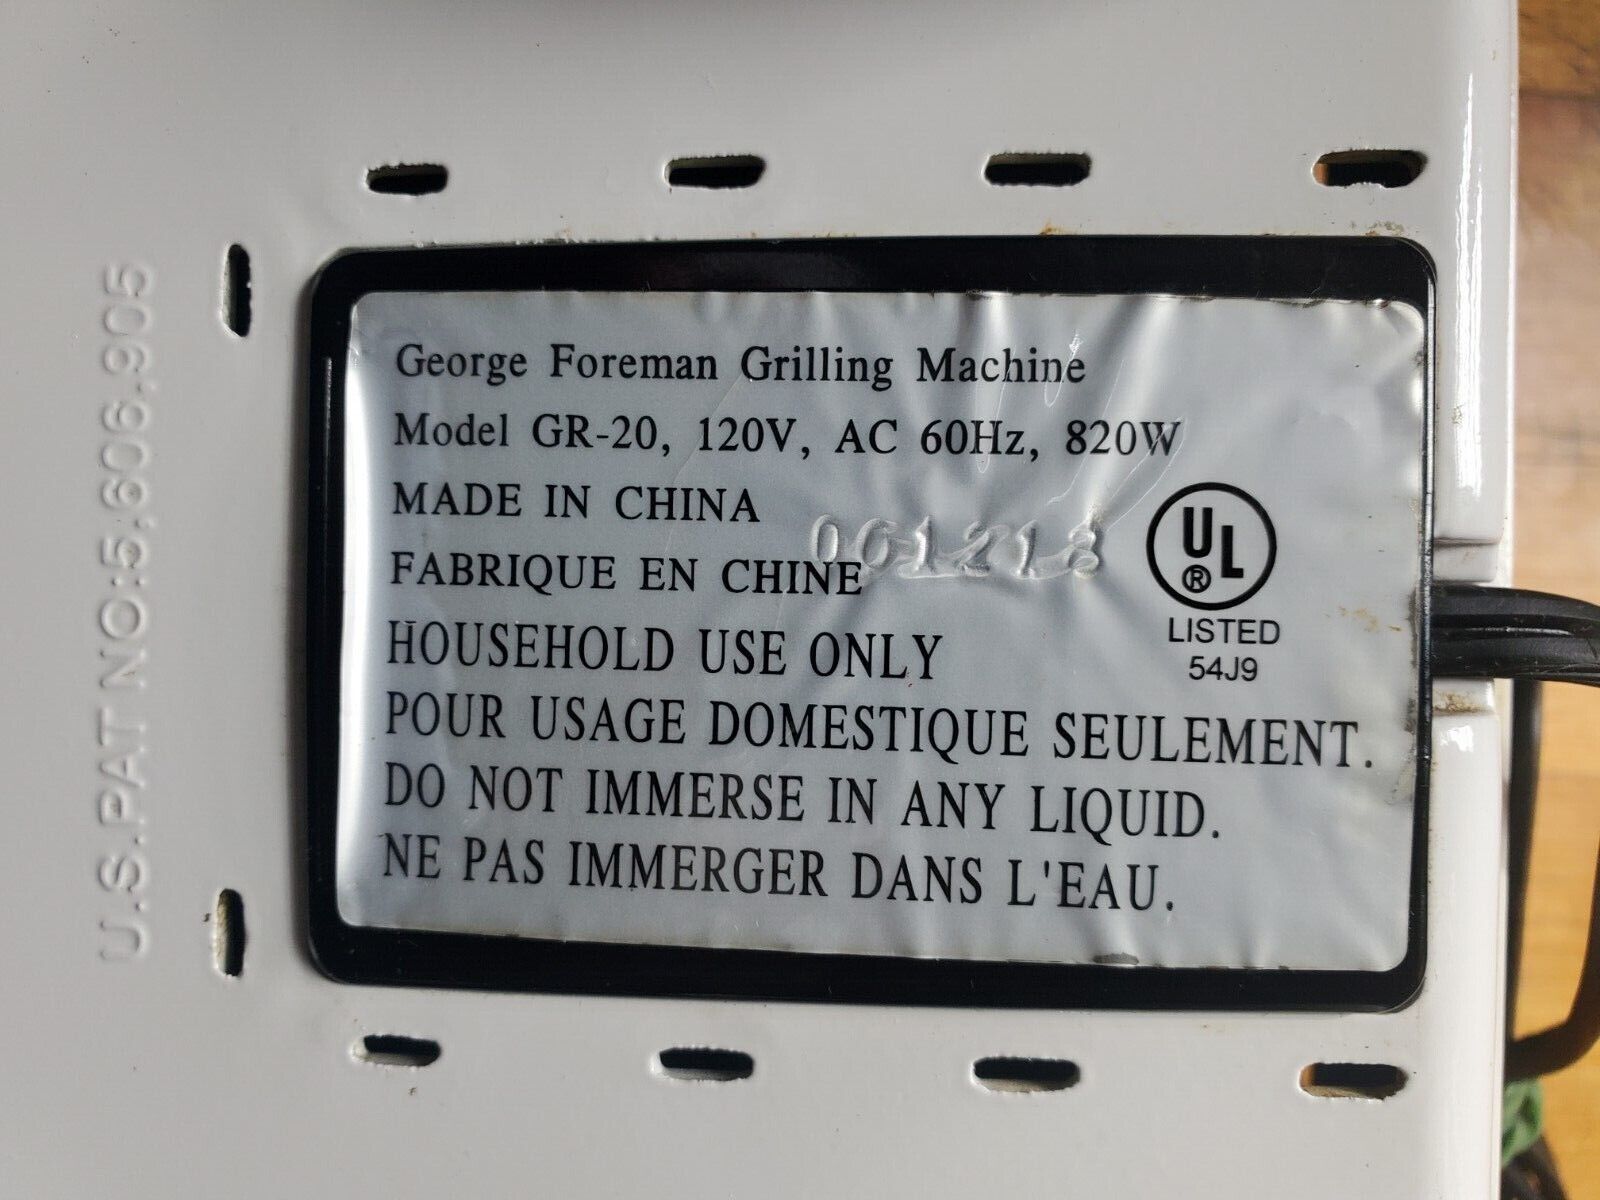 U.S.PAT NO:5,606,905
George Foreman Grilling Machine
Model GR-20, 120V, AC 60Hz, 820W
MADE IN CHINA
001218
FABRIQUE EN CHINE
UL
®
LISTED
54J9
HOUSEHOLD USE ONLY
POUR USAGE DOMESTIQUE SEULEMENT.
DO NOT IMMERSE IN ANY LIQUID.
NE PAS IMMERGER DANS L'EAU.